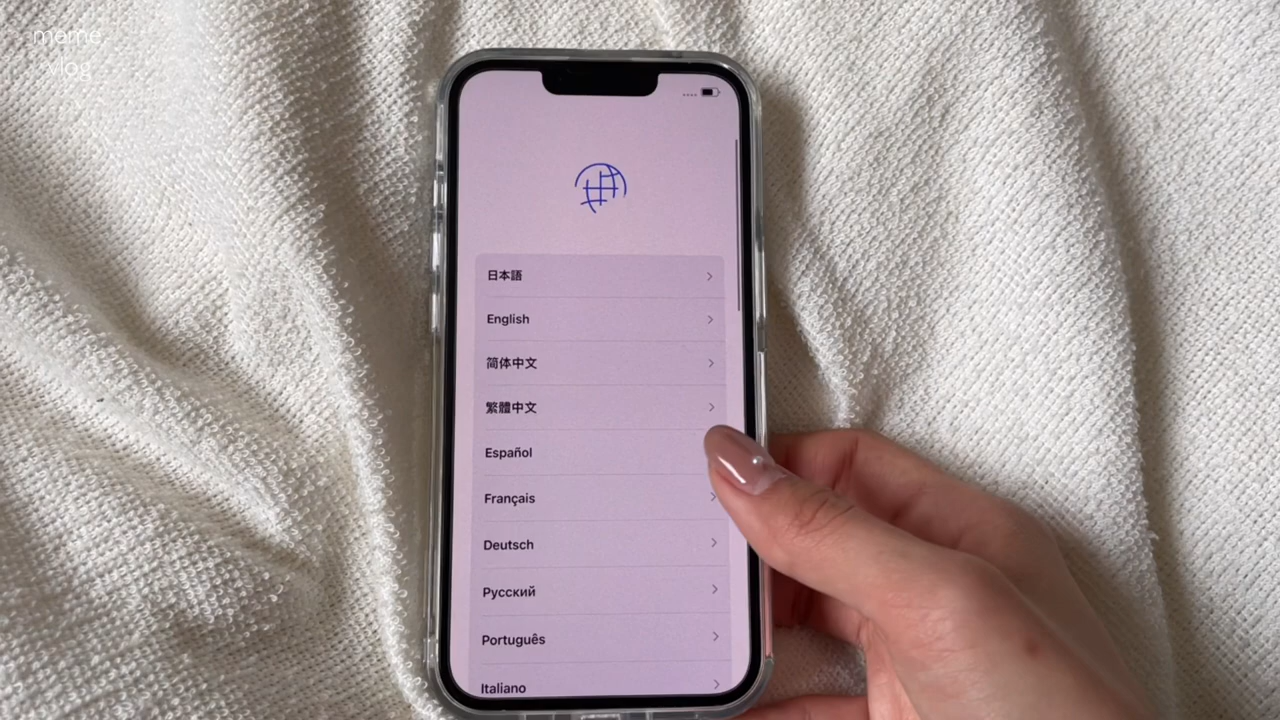 meme
vlog
日本語
English
简体中文
繁體中文
Español
Français
Deutsch
Русский
Português
Italiano